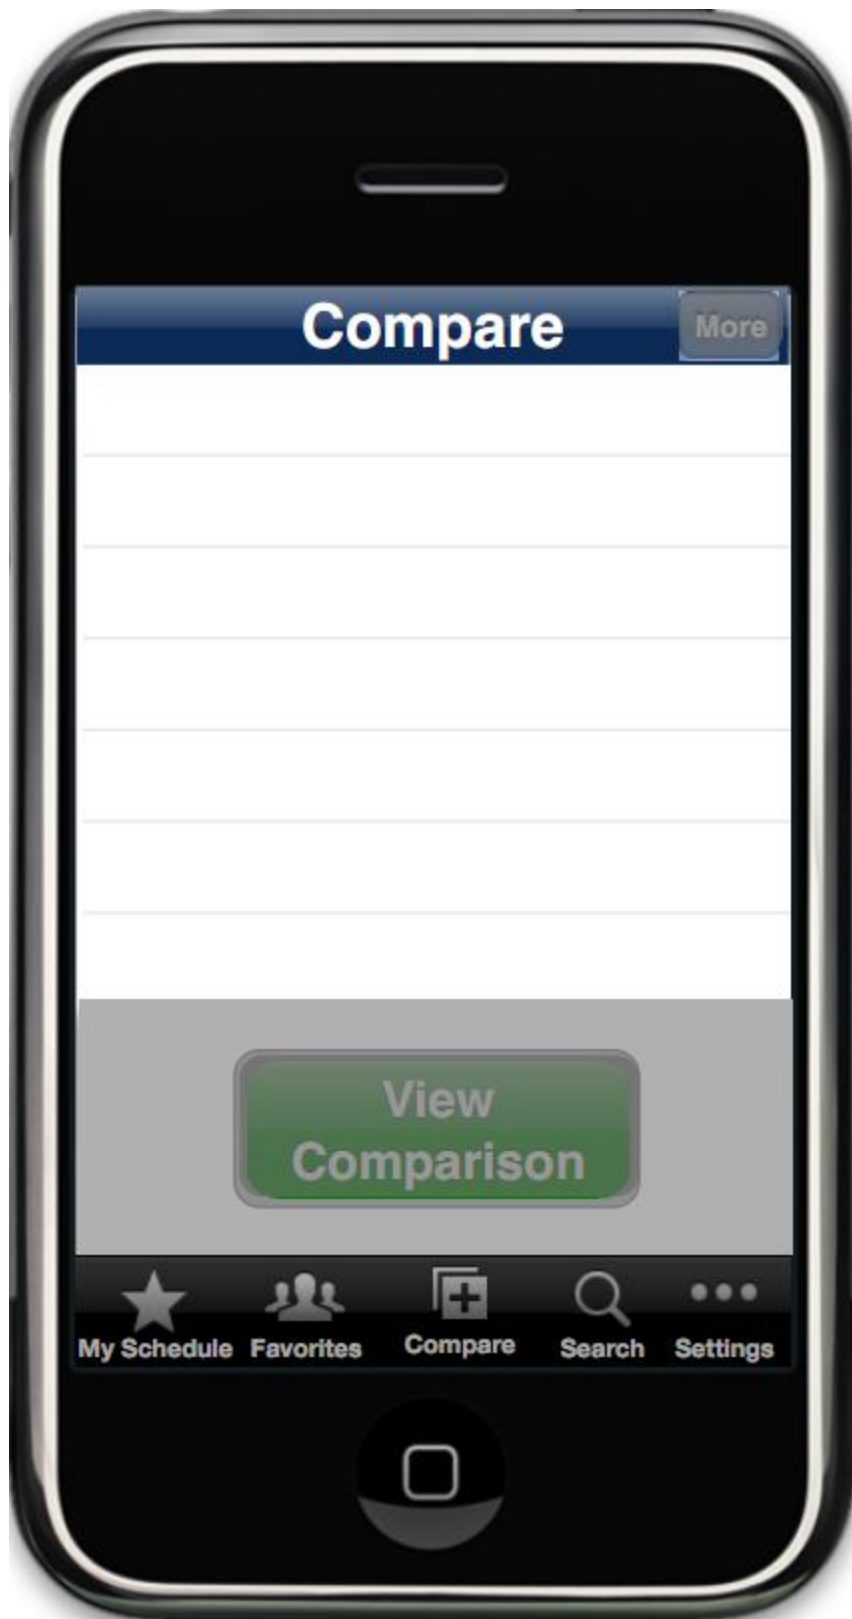 Compare
More
View
Comparison
My Schedule
Favorites
Compare
Search
Settings